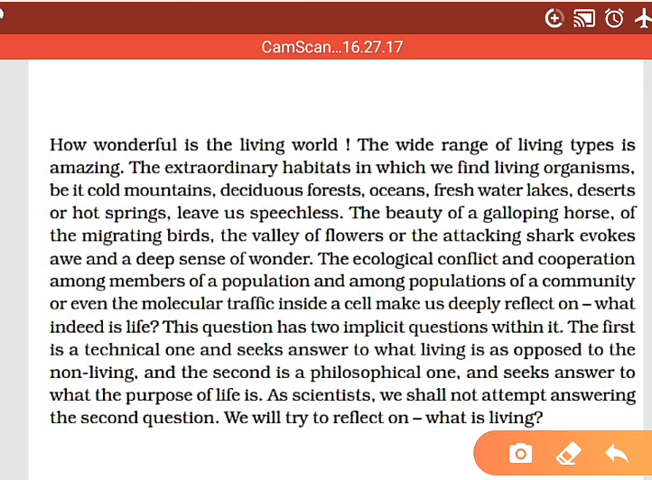 CamScan...16.27.17
How wonderful is the living world ! The wide range of living types is
amazing. The extraordinary habitats in which we find living organisms,
be it cold mountains, deciduous forests, oceans, fresh water lakes, deserts
or hot springs, leave us speechless. The beauty of a galloping horse, of
the migrating birds, the valley of flowers or the attacking shark evokes
awe and a deep sense of wonder. The ecological conflict and cooperation
among members of a population and among populations of a community
or even the molecular traffic inside a cell make us deeply reflect on – what
indeed is life? This question has two implicit questions within it. The first
is a technical one and seeks answer to what living is as opposed to the
non-living, and the second is a philosophical one, and seeks answer to
what the purpose of life is. As scientists, we shall not attempt answering
the second question. We will try to reflect on – what is living?